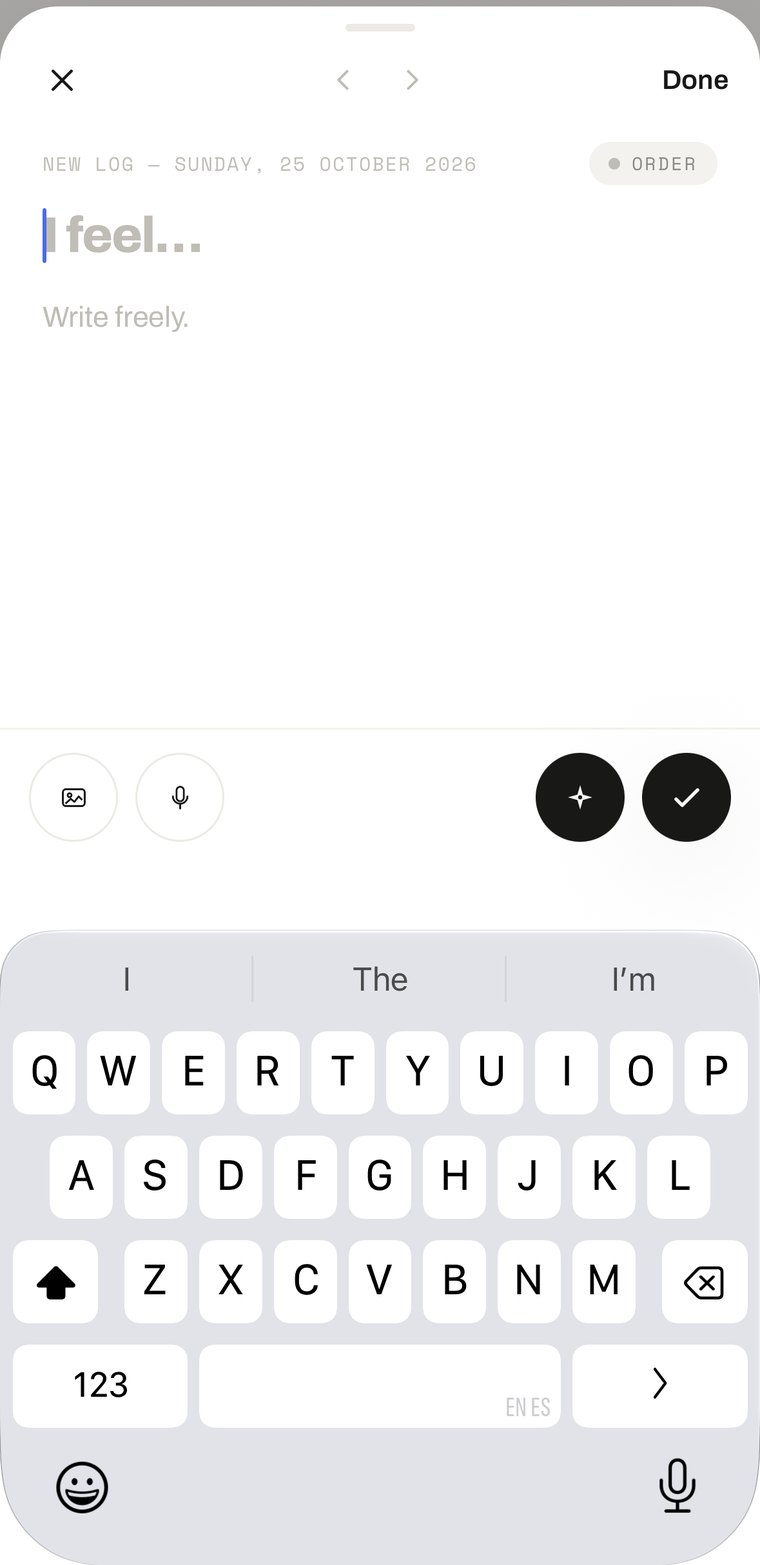 Done
NEW LOG — SUNDAY, 25 OCTOBER 2026
ORDER
I feel...
Write freely.
I The I'm
Q W E R T Y U I O P
A S D F G H J K L
Z X C V B N M
123 EN ES